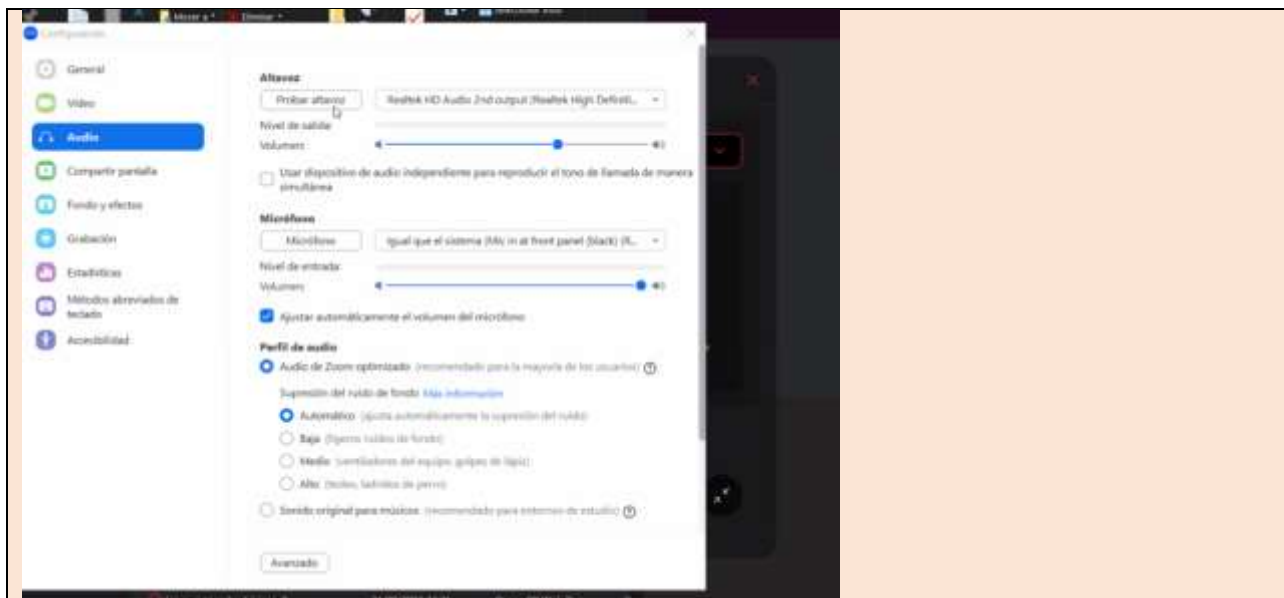 Mover a
Eliminar
Configuración
General
Vídeo
Audio
Compartir pantalla
Fondo y efectos
Grabación
Estadísticas
Métodos abreviados de
teclado
Accesibilidad
Altavoz
Probar altavoz
Realtek HD Audio 2nd output (Realtek High Definiti...
Nivel de salida:
Volumen:
Usar dispositivo de audio independiente para reproducir el tono de llamada de manera
simultánea
Micrófono
Micrófono
Igual que el sistema (Mic in at front panel (black) (R...
Nivel de entrada:
Volumen:
Ajustar automáticamente el volumen del micrófono
Perfil de audio
Audio de Zoom optimizado (recomendado para la mayoría de los usuarios)
Supresión del ruido de fondo Más información
Automático (ajusta automáticamente la supresión del ruido)
Baja (ligeros ruidos de fondo)
Medio (ventiladores del equipo, golpes de lápiz)
Alto (tecleo, ladridos de perro)
Sonido original para músicos (recomendado para entornos de estudio)
Avanzado